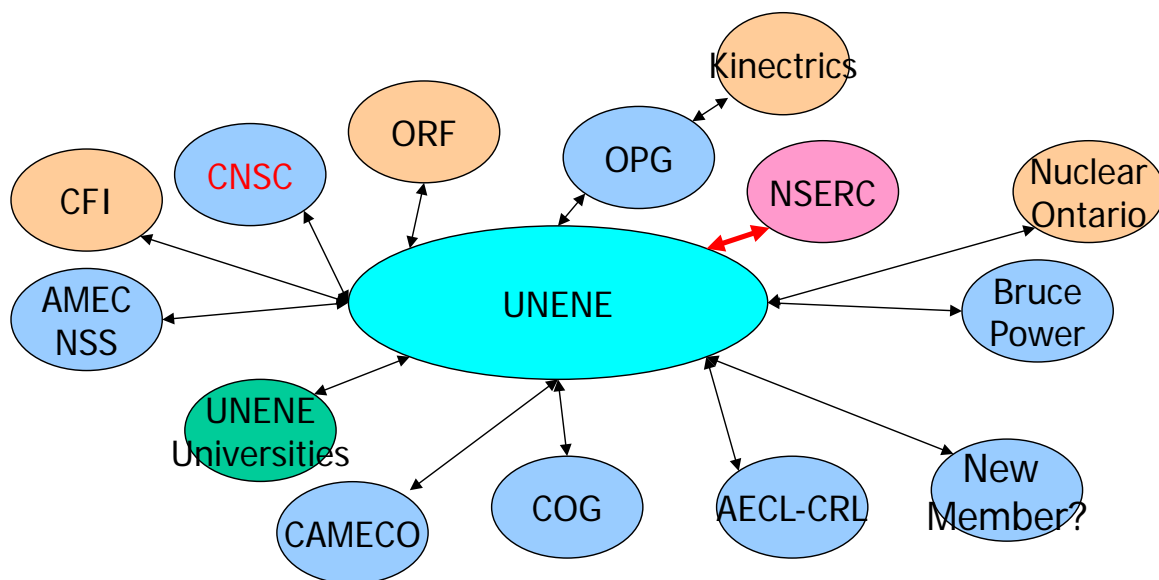 Kinectrics
ORF
OPG
CNSC
NSERC
Nuclear
Ontario
CFI
AMEC
NSS
UNENE
Bruce
Power
UNENE
Universities
New
Member?
CAMECO
COG
AECL-CRL